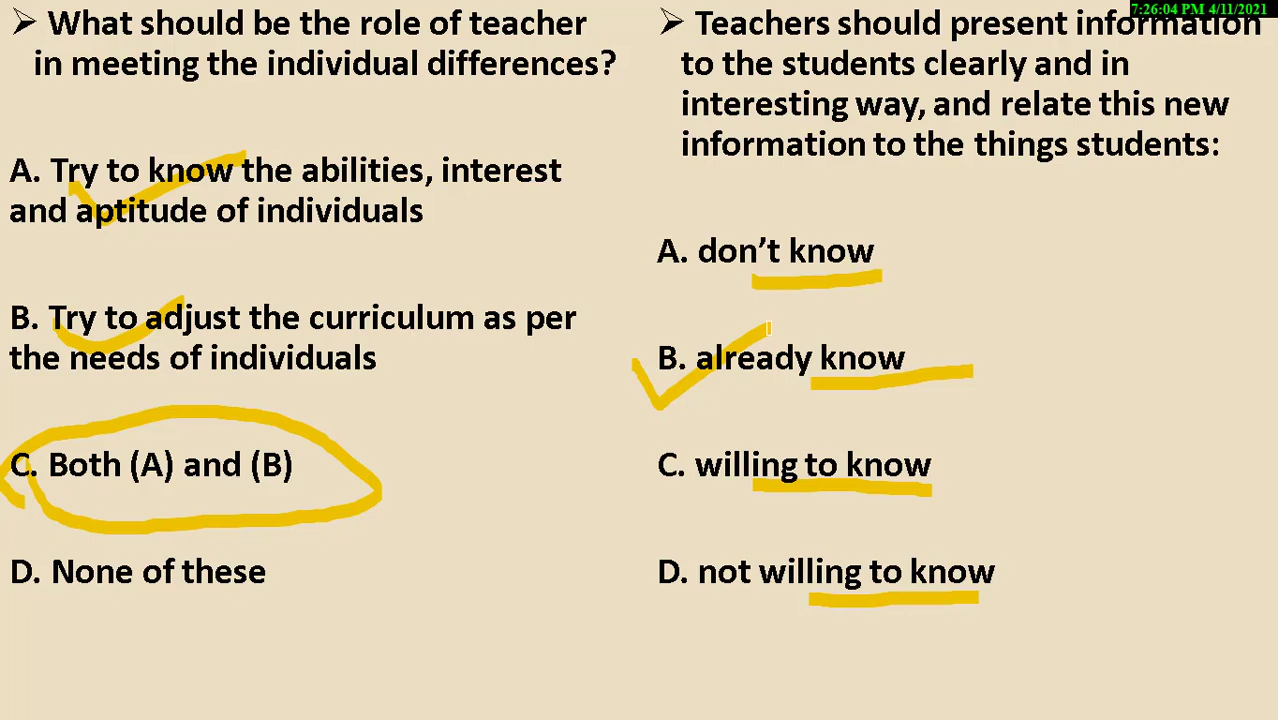 ➢ What should be the role of teacher
in meeting the individual differences?
A. Try to know the abilities, interest
and aptitude of individuals
B. Try to adjust the curriculum as per
the needs of individuals
C. Both (A) and (B)
D. None of these
7:26:04 PM 4/11/2021
➢ Teachers should present information
to the students clearly and in
interesting way, and relate this new
information to the things students:
A. don’t know
B. already know
C. willing to know
D. not willing to know